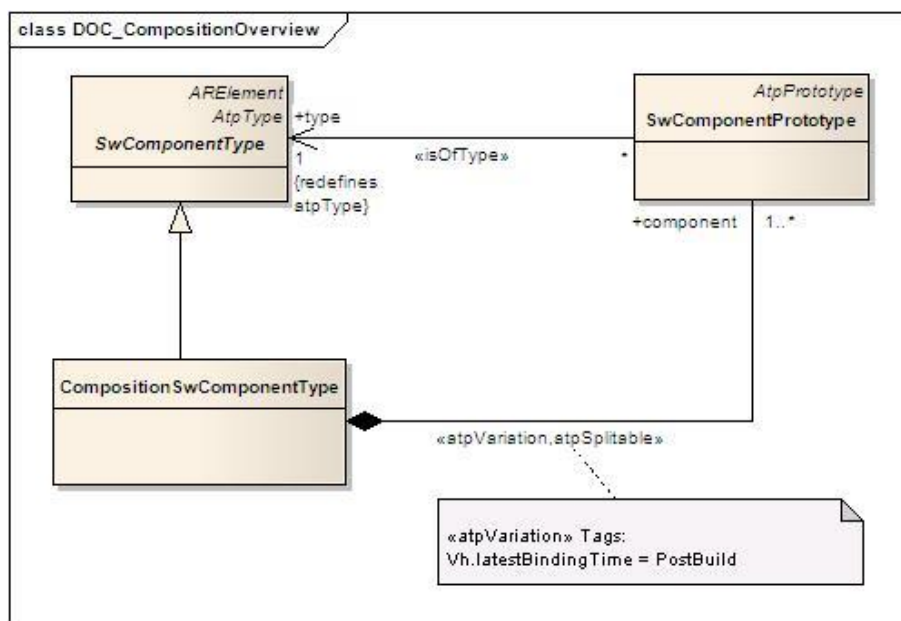 class DOC_CompositionOverview
ARElement
AtpType
SwComponentType
+type
1
{redefines
atpType}
«isOfType»
*
AtpPrototype
SwComponentPrototype
+component
1..*
CompositionSwComponentType
«atpVariation,atpSplitable»
«atpVariation» Tags:
Vh.latestBindingTime = PostBuild